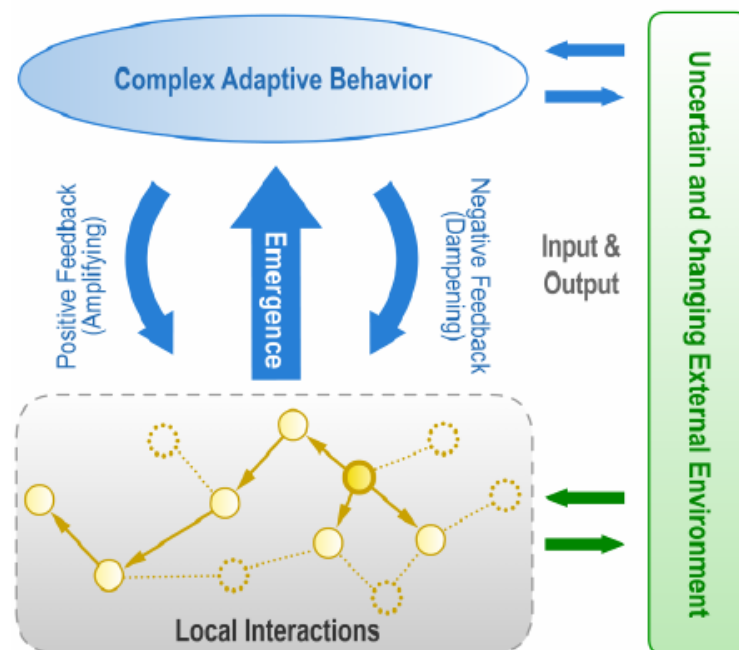 Complex Adaptive Behavior
Positive Feedback
(Amplifying)
Emergence
Negative Feedback
(Dampening)
Input &
Output
Uncertain and Changing External Environment
Local Interactions